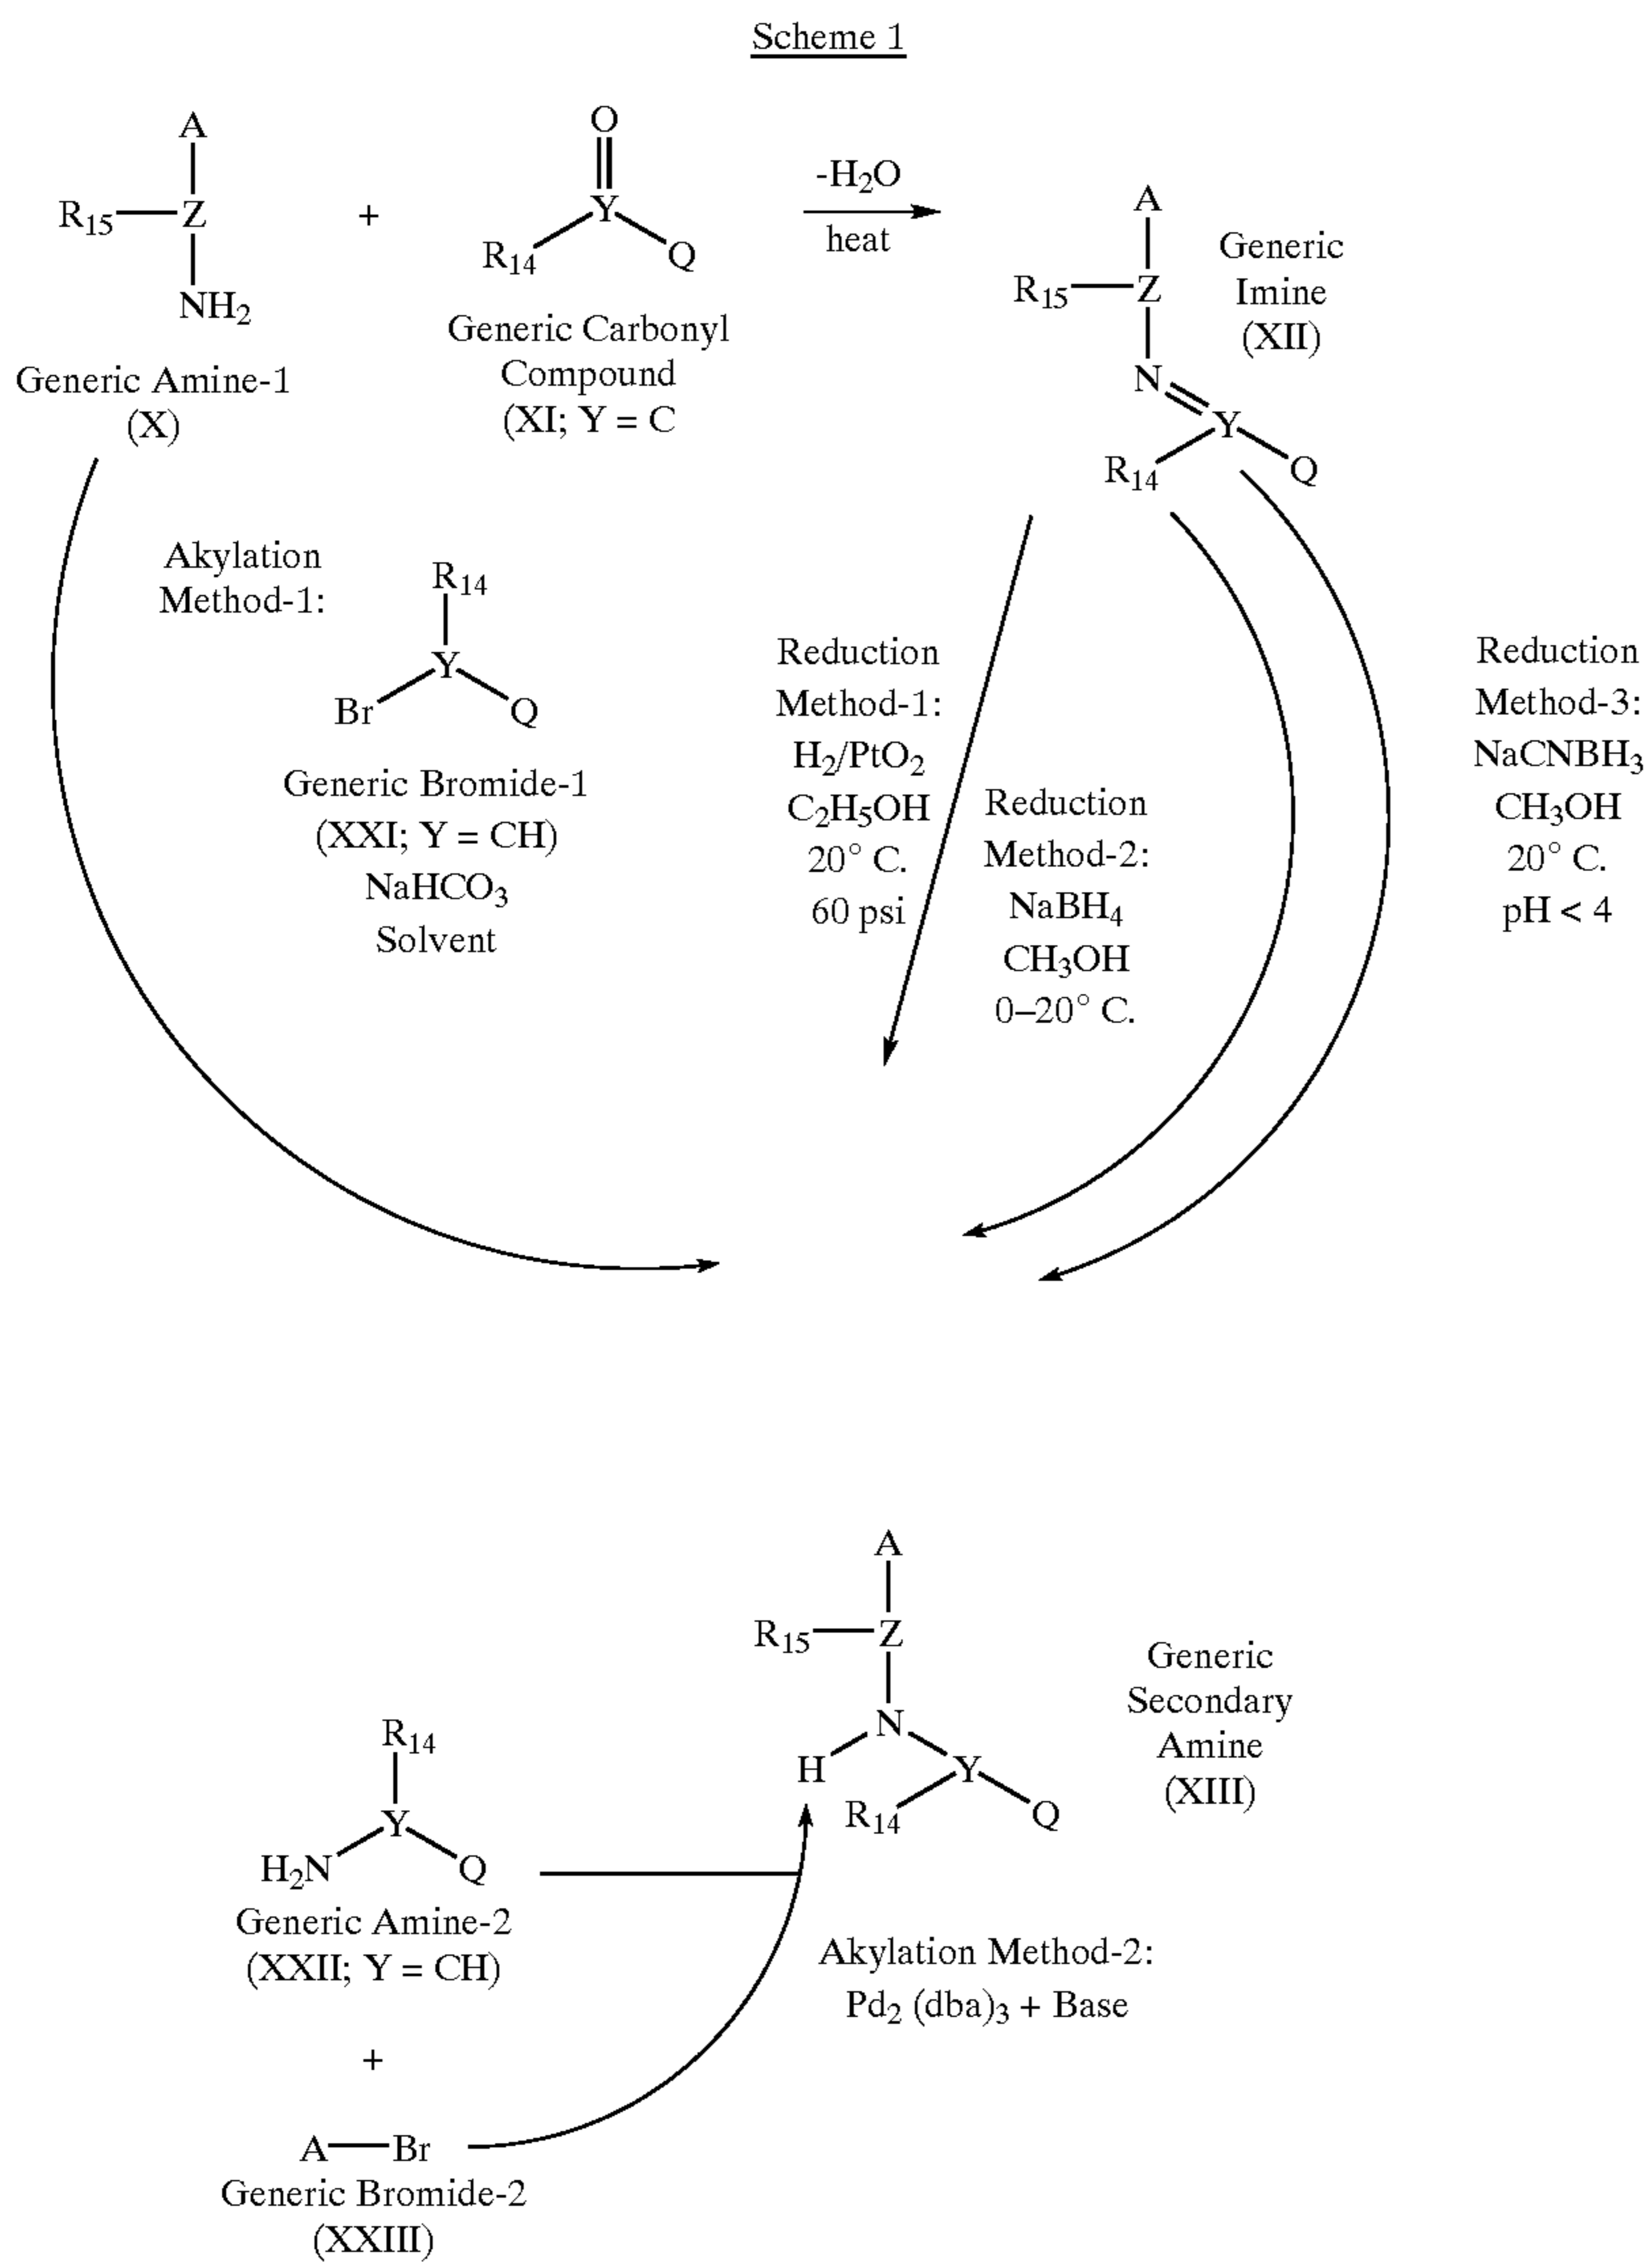 Scheme 1
A
R15 Z
NH2
Generic Amine-1
(X)
+
O
Y
R14 Q
Generic Carbonyl
Compound
(XI; Y = C
-H2O
heat
A
R15 Z
N
Y
R14 Q
Generic
Imine
(XII)
Akylation
Method-1:
R14
Y
Br Q
Generic Bromide-1
(XXI; Y = CH)
NaHCO3
Solvent
Reduction
Method-1:
H2/PtO2
C2H5OH
20° C.
60 psi
Reduction
Method-2:
NaBH4
CH3OH
0–20° C.
Reduction
Method-3:
NaCNBH3
CH3OH
20° C.
pH < 4
A
R15 Z
N
H Y
R14 Q
Generic
Secondary
Amine
(XIII)
R14
Y
H2N Q
Generic Amine-2
(XXII; Y = CH)
+
A Br
Generic Bromide-2
(XXIII)
Akylation Method-2:
Pd2 (dba)3 + Base